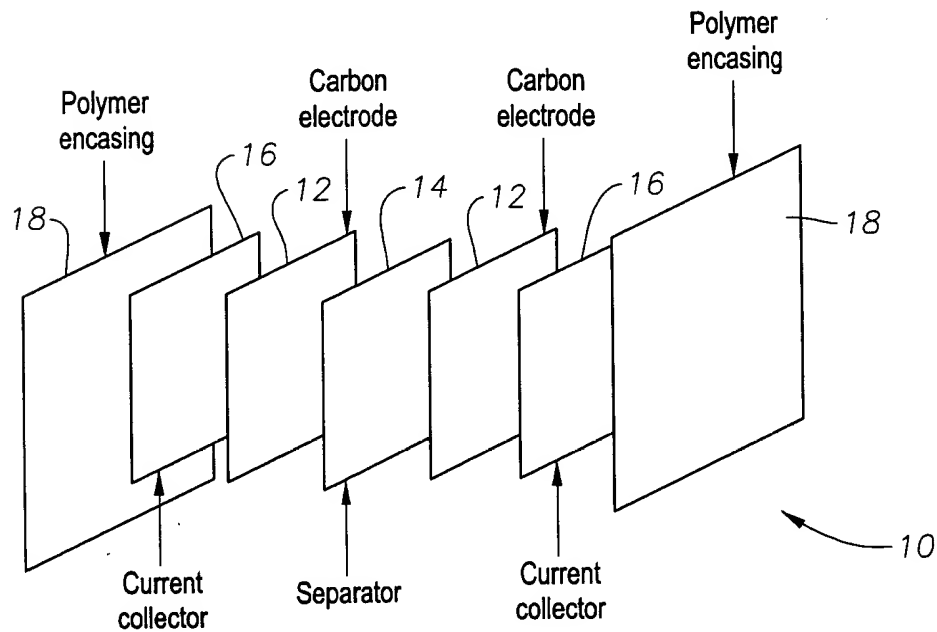 Polymer
encasing
Carbon
electrode
Carbon
electrode
Polymer
encasing
18
16
12
14
12
16
18
10
Current
collector
Separator
Current
collector